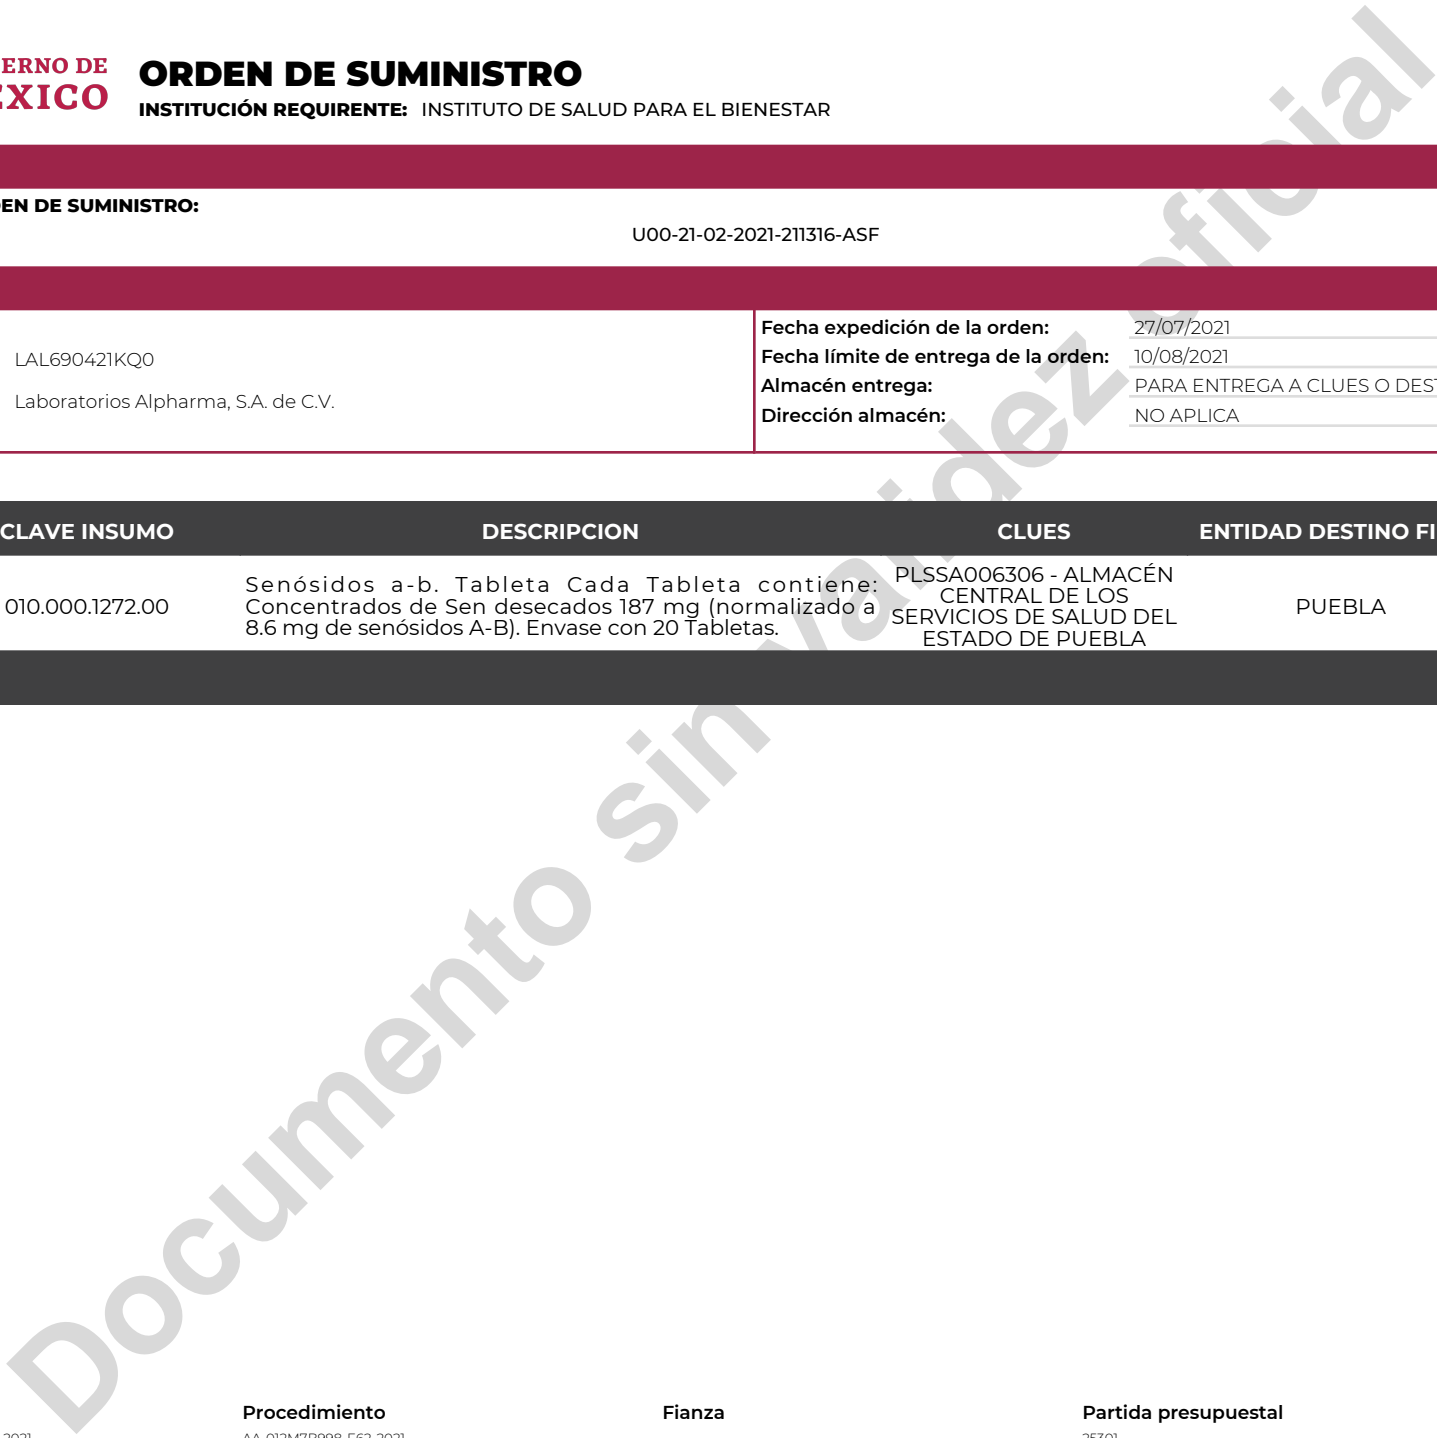 ERNO DE
EXICO
ORDEN DE SUMINISTRO
INSTITUCIÓN REQUIRENTE: INSTITUTO DE SALUD PARA EL BIENESTAR
EN DE SUMINISTRO:
U00-21-02-2021-211316-ASF
LAL690421KQ0
Laboratorios Alpharma, S.A. de C.V.
Fecha expedición de la orden: 27/07/2021
Fecha límite de entrega de la orden: 10/08/2021
Almacén entrega: PARA ENTREGA A CLUES O DEST
Dirección almacén: NO APLICA
CLAVE INSUMO DESCRIPCION CLUES ENTIDAD DESTINO FI
010.000.1272.00
Senósidos a-b. Tableta Cada Tableta contiene:
Concentrados de Sen desecados 187 mg (normalizado a
8.6 mg de senósidos A-B). Envase con 20 Tabletas.
PLSSA006306 - ALMACÉN
CENTRAL DE LOS
SERVICIOS DE SALUD DEL
ESTADO DE PUEBLA
PUEBLA
Documento sin validez oficial
Procedimiento Fianza Partida presupuestal